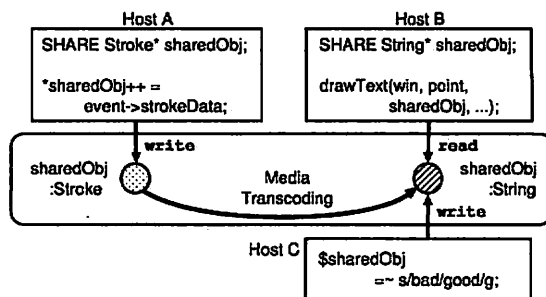 Host A
SHARE Stroke* sharedObj;
*sharedObj++ =
event->strokeData;
Host B
SHARE String* sharedObj;
drawText(win, point,
sharedObj, ...);
write
read
sharedObj
:Stroke
Media
Transcoding
sharedObj
:String
write
Host C
$sharedObj
=~ s/bad/good/g;